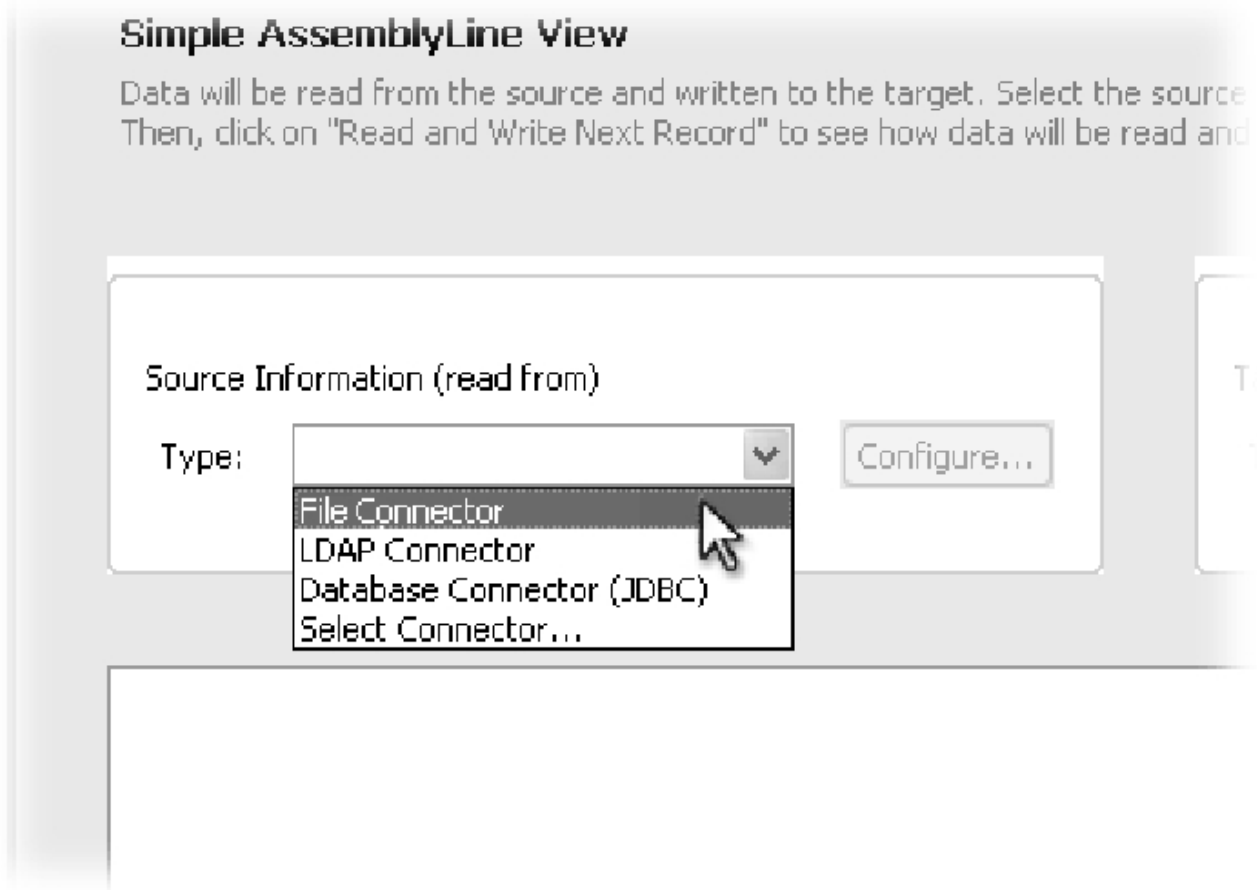 Simple AssemblyLine View
Data will be read from the source and written to the target. Select the source
Then, click on "Read and Write Next Record" to see how data will be read and
Source Information (read from)
Type:
Configure...
File Connector
LDAP Connector
Database Connector (JDBC)
Select Connector...